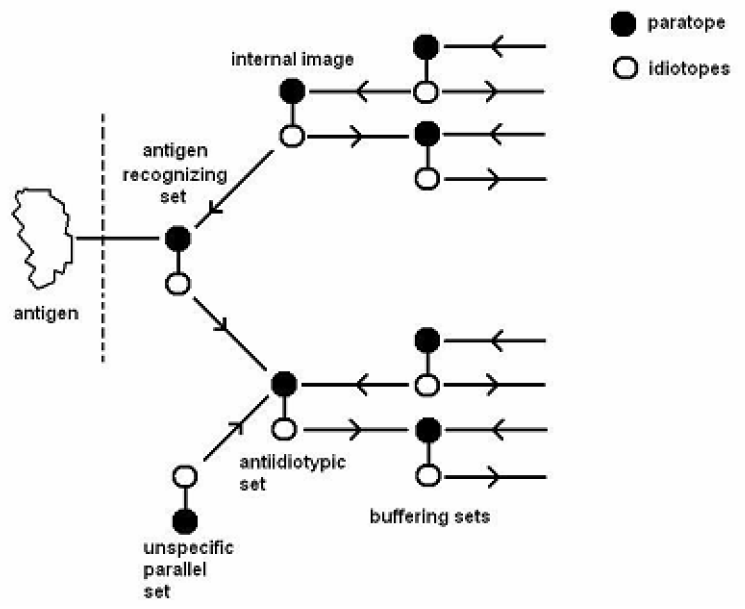 paratope
idiotopes
internal image
antigen
recognizing
set
antigen
antiidiotypic
set
buffering sets
unspecific
parallel
set